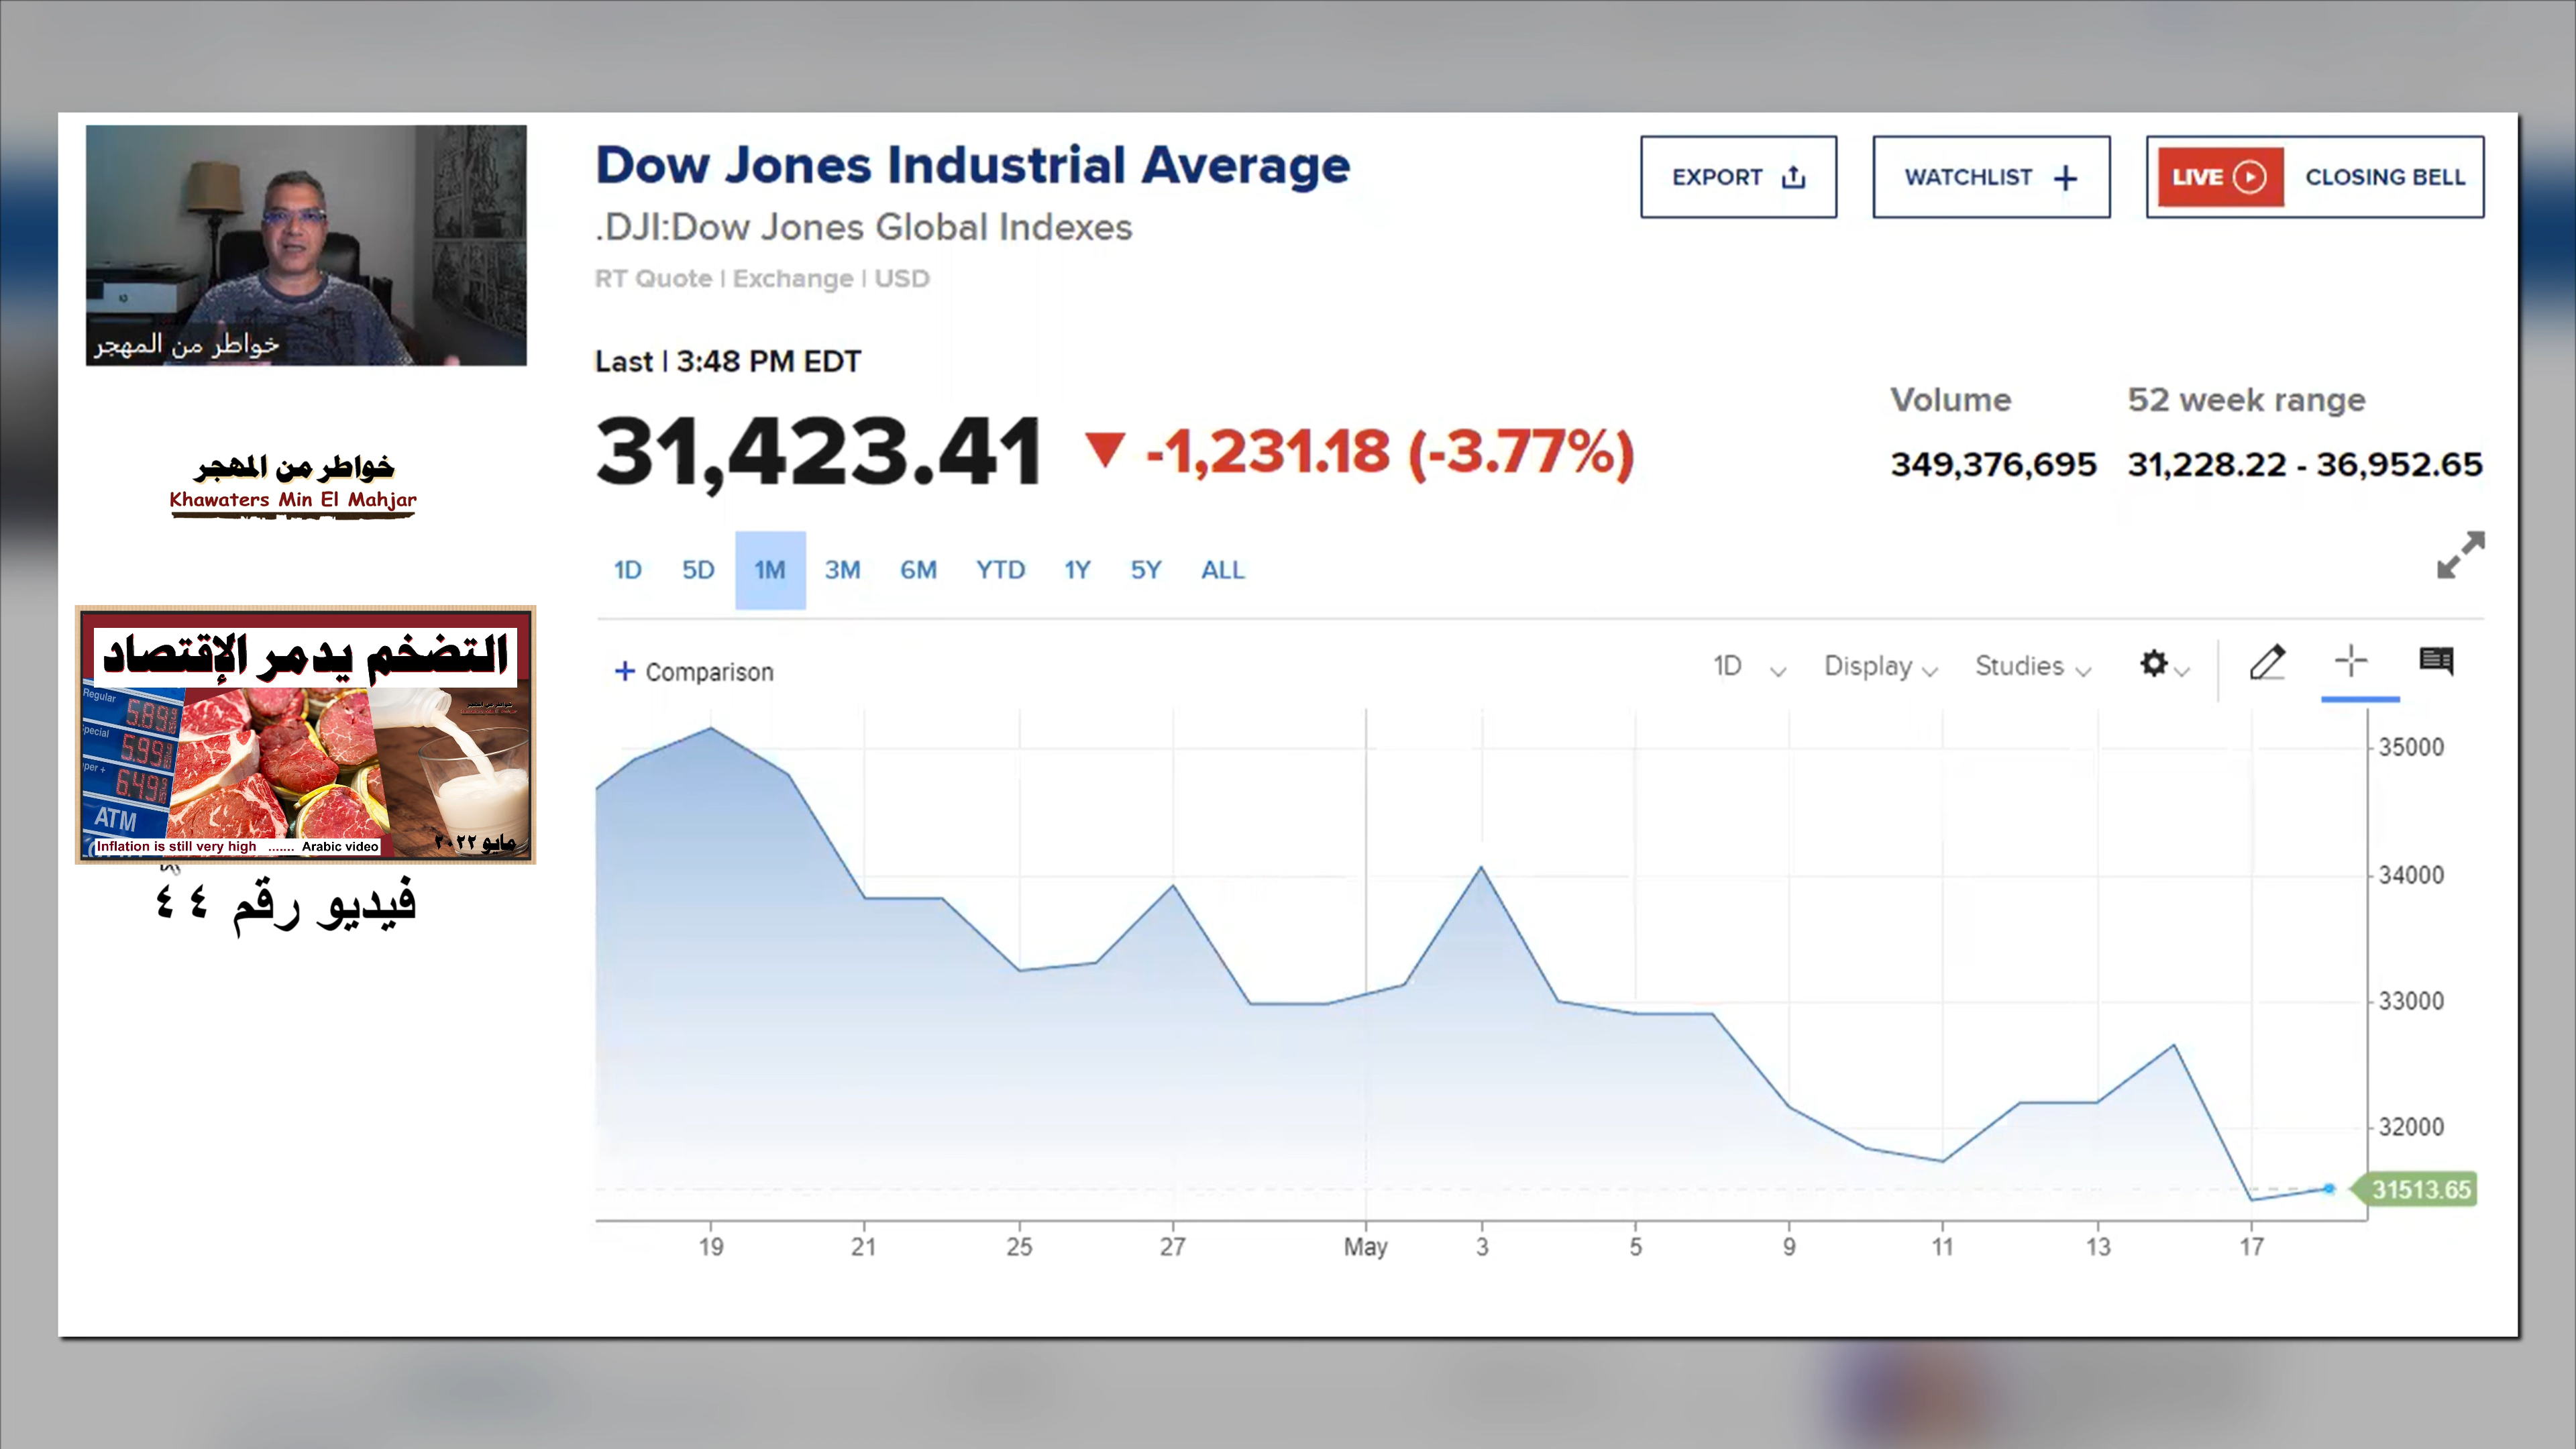 خواطر من المهجر
خواطر من المهجر
Khawaters Min El Mahjar
التضخم يدمر الإقتصاد
Regular
5.89
5.99
6.49
ATM
Inflation is still very high ....... Arabic video
مايو ٢٠٢٢
فيديو رقم ٤٤
Dow Jones Industrial Average
.DJI:Dow Jones Global Indexes
RT Quote | Exchange | USD
EXPORT
WATCHLIST +
LIVE CLOSING BELL
Last | 3:48 PM EDT
31,423.41 ▼ -1,231.18 (-3.77%)
Volume 52 week range
349,376,695 31,228.22 - 36,952.65
1D 5D 1M 3M 6M YTD 1Y 5Y ALL
+ Comparison 1D Display Studies
35000
34000
33000
32000
31513.65
19 21 25 27 May 3 5 9 11 13 17